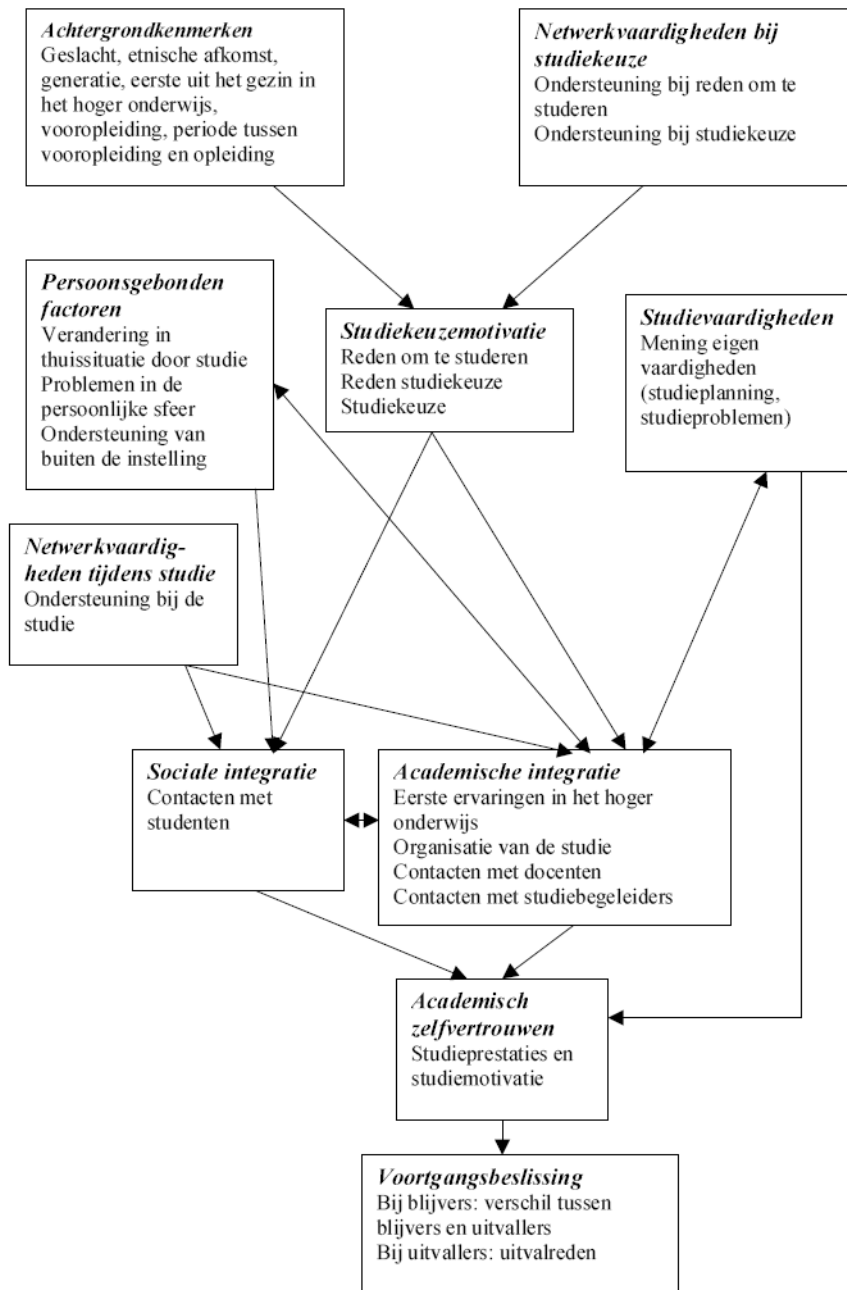 Achtergrondkenmerken
Geslacht, etnische afkomst,
generatie, eerste uit het gezin in
het hoger onderwijs,
vooropleiding, periode tussen
vooropleiding en opleiding
Netwerkvaardigheden bij
studiekeuze
Ondersteuning bij reden om te
studeren
Ondersteuning bij studiekeuze
Persoonsgebonden
factoren
Verandering in
thuissituatie door studie
Problemen in de
persoonlijke sfeer
Ondersteuning van
buiten de instelling
Studiekeuzemotivatie
Reden om te studeren
Reden studiekeuze
Studiekeuze
Studievaardigheden
Mening eigen
vaardigheden
(studieplanning,
studieproblemen)
Netwerkvaardig-
heden tijdens studie
Ondersteuning bij de
studie
Sociale integratie
Contacten met
studenten
Academische integratie
Eerste ervaringen in het hoger
onderwijs
Organisatie van de studie
Contacten met docenten
Contacten met studiebegeleiders
Academisch
zelfvertrouwen
Studieprestaties en
studiemotivatie
Voortgangsbeslissing
Bij blijvers: verschil tussen
blijvers en uitvallers
Bij uitvallers: uitvalreden